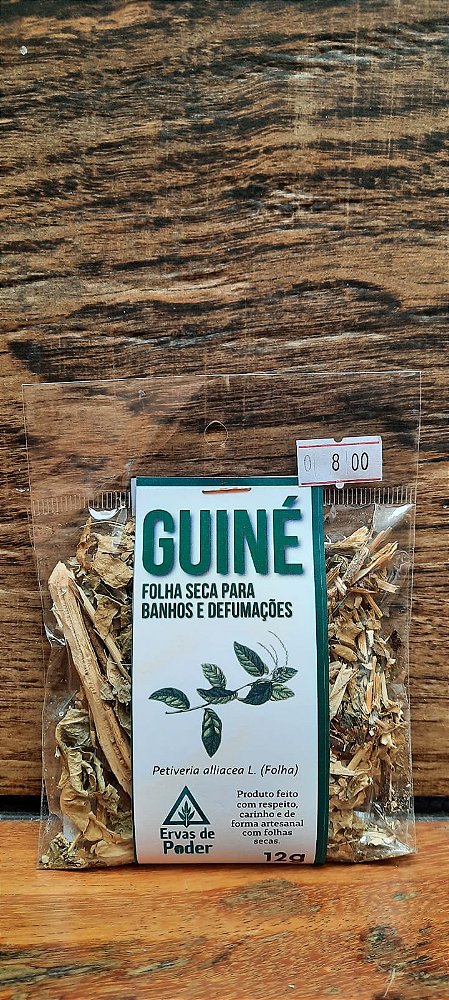 0 8 00
GUINÉ
FOLHA SECA PARA
BANHOS E DEFUMAÇÕES
Petiveria alliacea L. (Folha)
Ervas de
Poder
Produto feito
com respeito,
carinho e de
forma artesanal
com folhas
secas.
12g